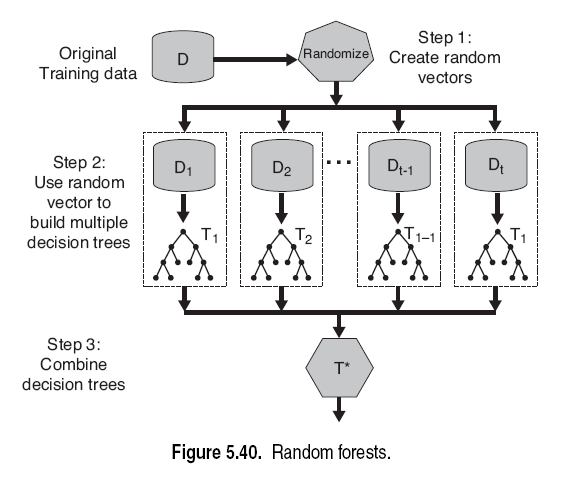 Original
Training data
D
Randomize
Step 1:
Create random
vectors
Step 2:
Use random
vector to
build multiple
decision trees
D1
D2
...
Dt-1
Dt
T1
T2
T1–1
T1
Step 3:
Combine
decision trees
T*
Figure 5.40. Random forests.